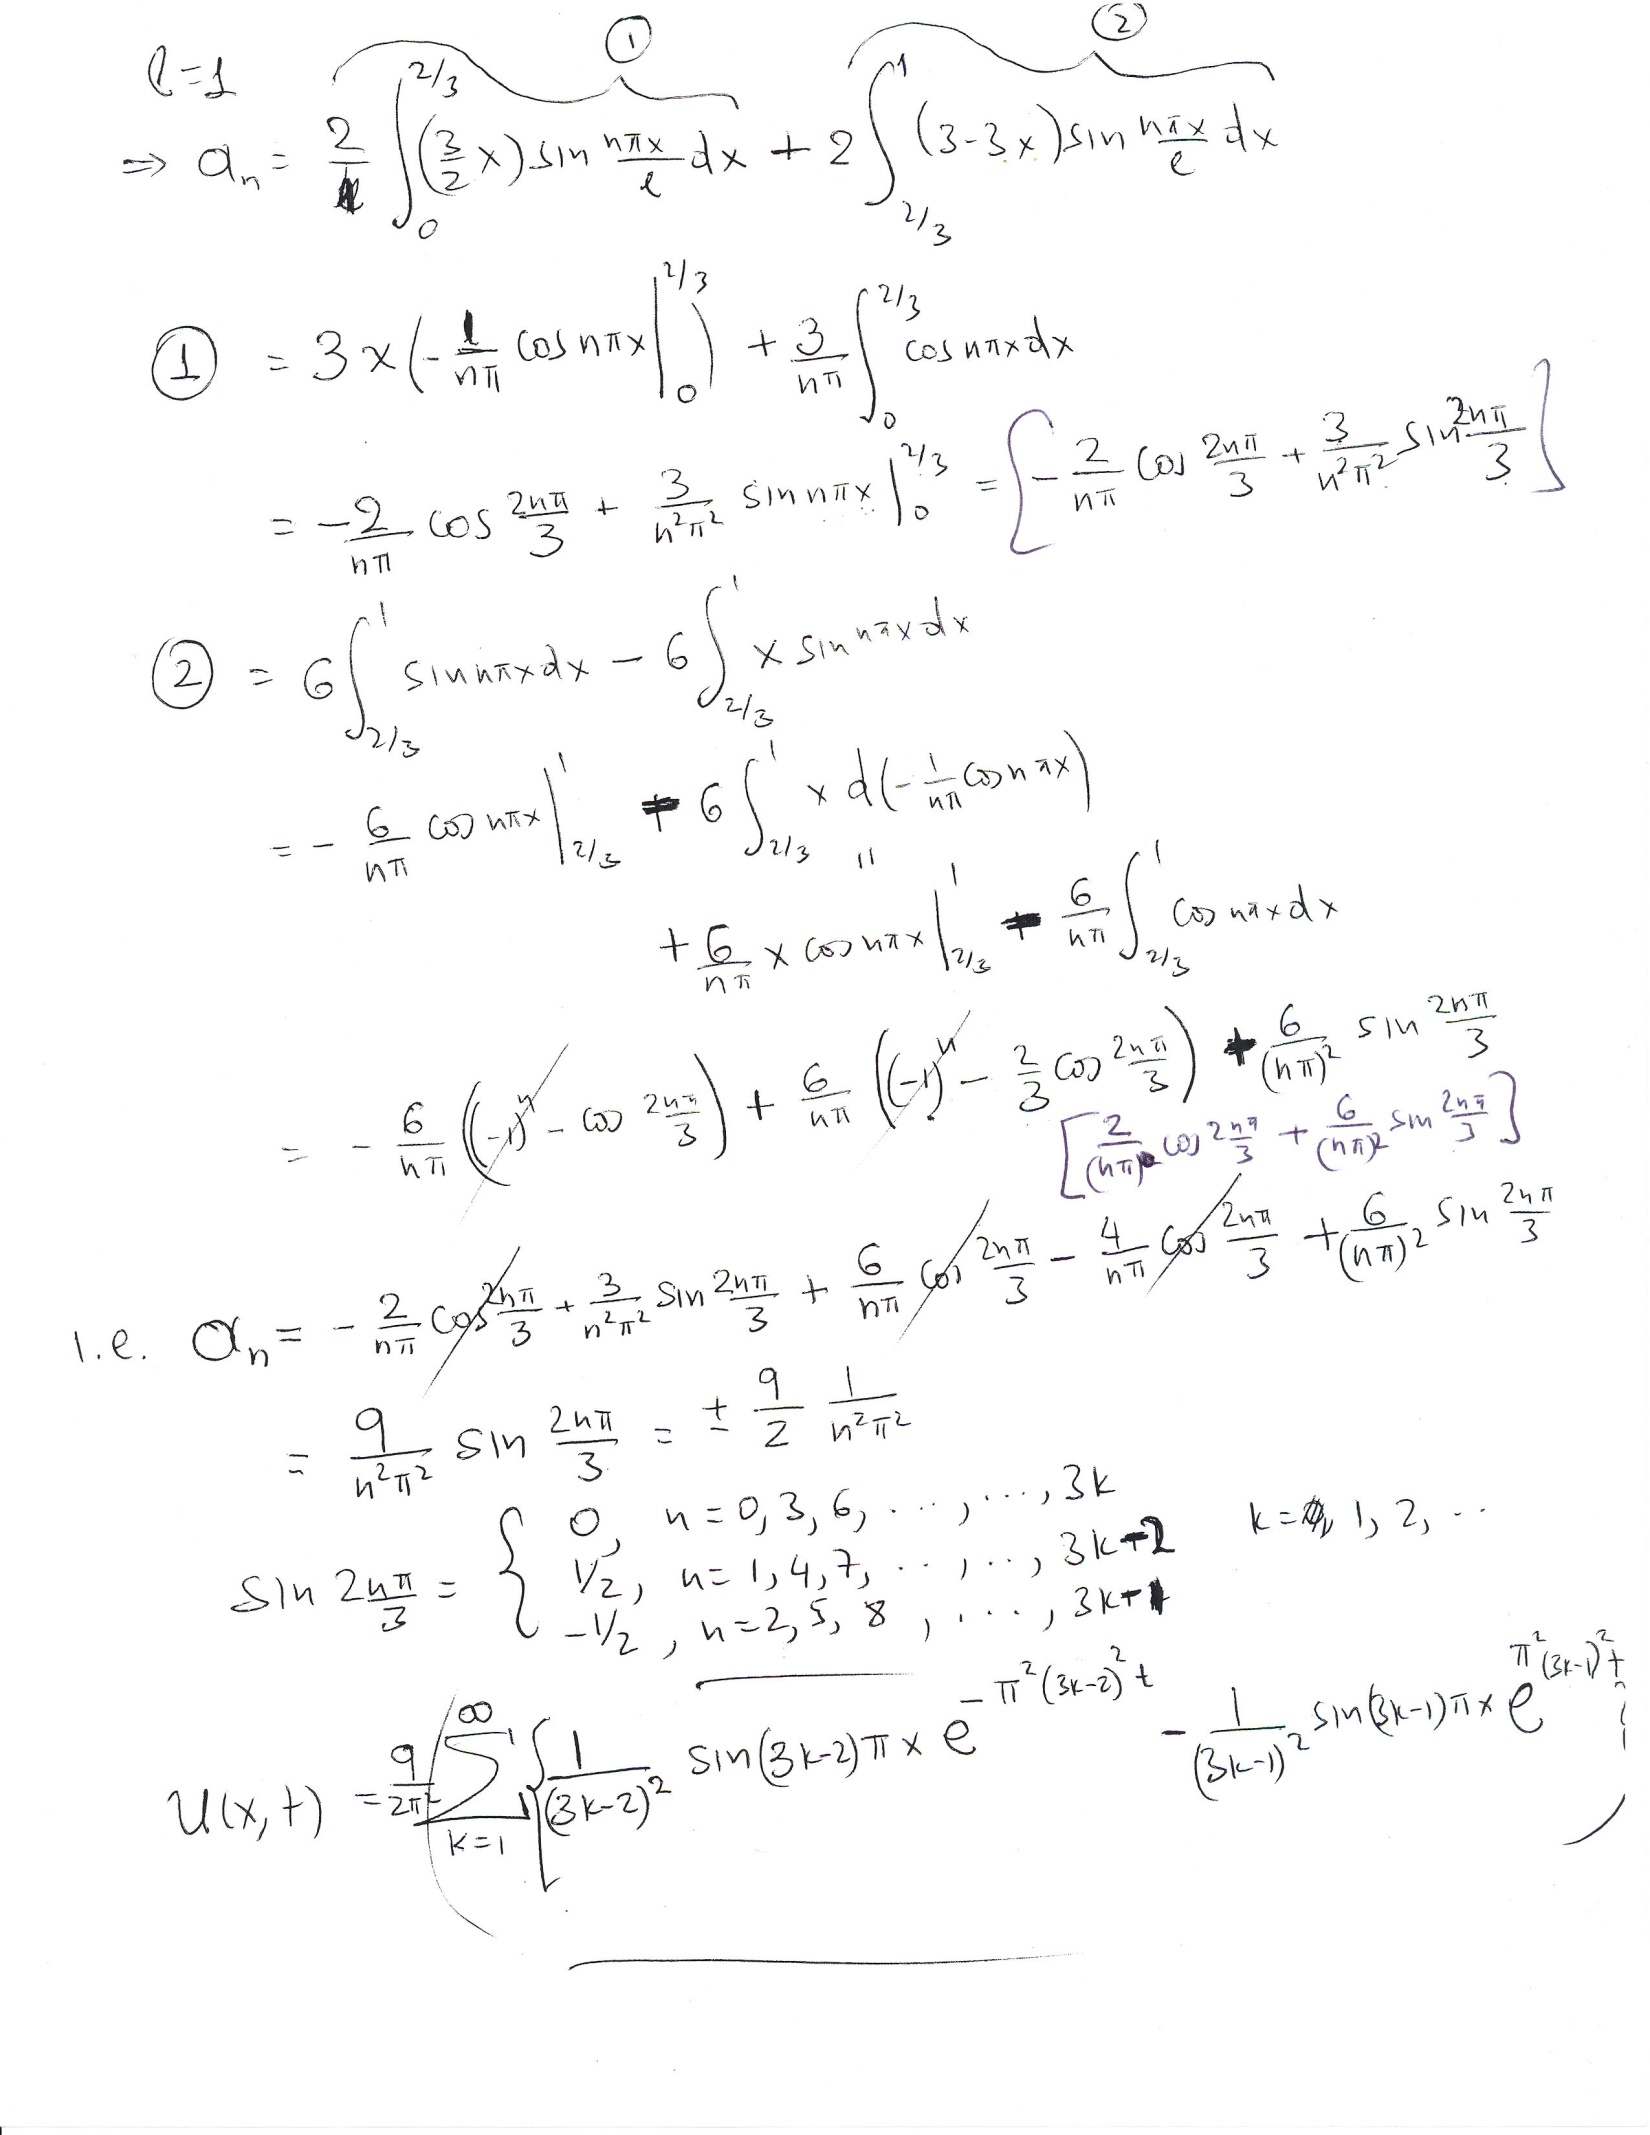 ① ②
l=1
⇒ aₙ = 2/1 ∫₀^{2/3} (3/2 x) sin nπx/l dx + 2 ∫_{2/3}^1 (3-3x) sin nπx/l dx
① = 3x(-1/nπ cos nπx |₀^{2/3}) + 3/nπ ∫₀^{2/3} cos nπx dx
= -2/nπ cos 2nπ/3 + 3/n²π² sin nπx |₀^{2/3} = [-2/nπ cos 2nπ/3 + 3/n²π² sin 2nπ/3]
② = 6 ∫_{2/3}^1 sin nπx dx - 6 ∫_{2/3}^1 x sin nπx dx
= - 6/nπ cos nπx |_{2/3}^1 - 6 ∫_{2/3}^1 x d(-1/nπ cos nπx)
"
+ 6/nπ x cos nπx |_{2/3}^1 - 6/nπ ∫_{2/3}^1 cos nπx dx
= - 6/nπ ((-1)ⁿ - cos 2nπ/3) + 6/nπ ((-1)ⁿ - 2/3 cos 2nπ/3) + 6/(nπ)² sin 2nπ/3
[2/(nπ) cos 2nπ/3 + 6/(nπ)² sin 2nπ/3]
i.e. aₙ = - 2/nπ cos 2nπ/3 + 3/n²π² sin 2nπ/3 + 6/nπ cos 2nπ/3 - 4/nπ cos 2nπ/3 + 6/(nπ)² sin 2nπ/3
= 9/n²π² sin 2nπ/3 = ± 9/2 1/n²π²
sin 2nπ/3 = { 0, n=0,3,6, ..., ..., 3k
1/2, n=1,4,7, ..., ..., 3k-2 k= 1, 2, ...
-1/2, n=2,5,8, ..., 3k-1
u(x,t) = 9/2π² ∑_{k=1}^∞ [1/(3k-2)² sin(3k-2)πx e^{-π²(3k-2)²t} - 1/(3k-1)² sin(3k-1)πx e^{π²(3k-1)²t}